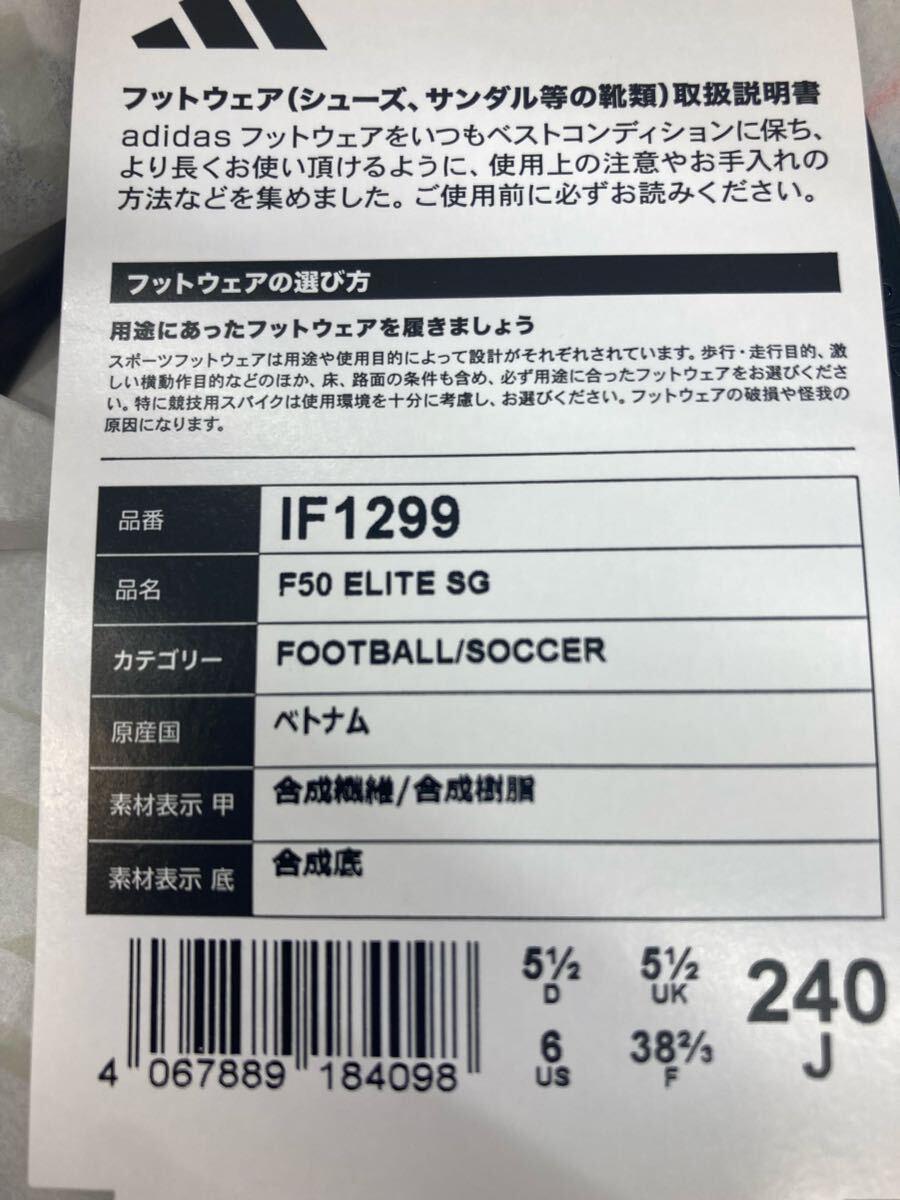 フットウェア(シューズ、サンダル等の靴類)取扱説明書
adidas フットウェアをいつもベストコンディションに保ち、
より長くお使い頂けるように、使用上の注意やお手入れの
方法などを集めました。ご使用前に必ずお読みください。
フットウェアの選び方
用途にあったフットウェアを履きましょう
スポーツフットウェアは用途や使用目的によって設計がそれぞれされています。歩行・走行目的、激
しい横動作目的などのほか、床、路面の条件も含め、必ず用途に合ったフットウェアをお選びくださ
い。特に競技用スパイクは使用環境を十分に考慮し、お選びください。フットウェアの破損や怪我の
原因になります。
品番 IF1299
品名 F50 ELITE SG
カテゴリー FOOTBALL/SOCCER
原産国 ベトナム
素材表示 甲 合成繊維/合成樹脂
素材表示 底 合成底
5½ 5½ 240
D UK J
6 38⅔
US F
4 067889 184098